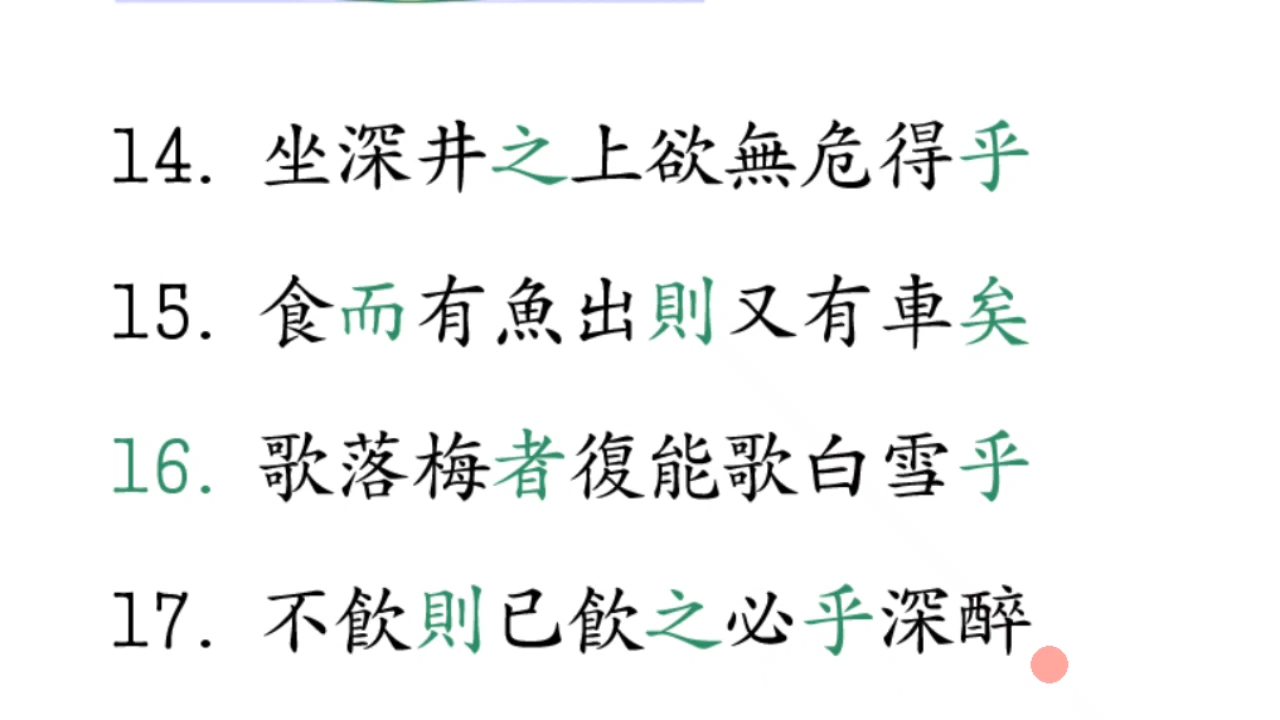 14. 坐深井之上欲無危得乎
15. 食而有魚出則又有車矣
16. 歌落梅者復能歌白雪乎
17. 不飲則已飲之必乎深醉